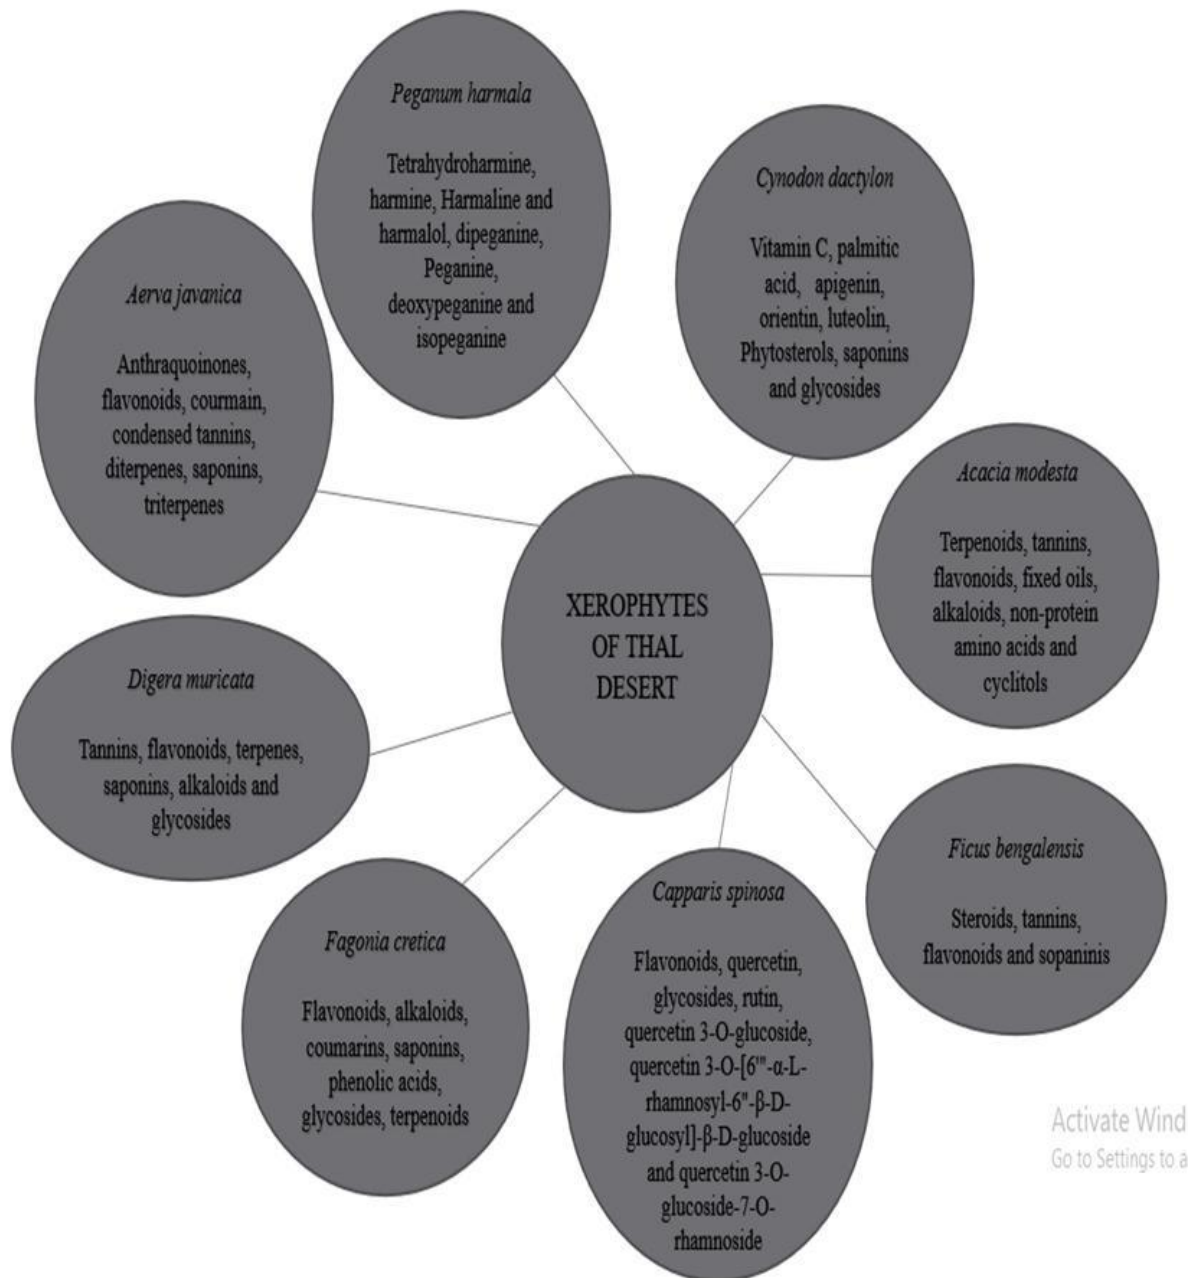 Peganum harmala
Tetrahydroharmine,
harmine, Harmaline and
harmalol, dipeganine,
Peganine,
deoxypeganine and
isopeganine
Cynodon dactylon
Vitamin C, palmitic
acid, apigenin,
orientin, luteolin,
Phytosterols, saponins
and glycosides
Aerva javanica
Anthraquoinones,
flavonoids, courmain,
condensed tannins,
diterpenes, saponins,
triterpenes
Acacia modesta
Terpenoids, tannins,
flavonoids, fixed oils,
alkaloids, non-protein
amino acids and
cyclitols
XEROPHYTES
OF THAL
DESERT
Digera muricata
Tannins, flavonoids, terpenes,
saponins, alkaloids and
glycosides
Ficus bengalensis
Steroids, tannins,
flavonoids and sopaninis
Fagonia cretica
Flavonoids, alkaloids,
coumarins, saponins,
phenolic acids,
glycosides, terpenoids
Capparis spinosa
Flavonoids, quercetin,
glycosides, rutin,
quercetin 3-O-glucoside,
quercetin 3-O-[6'''-α-L-
rhamnosyl-6"-β-D-
glucosyl]-β-D-glucoside
and quercetin 3-O-
glucoside-7-O-
rhamnoside
Activate Wind
Go to Settings to a